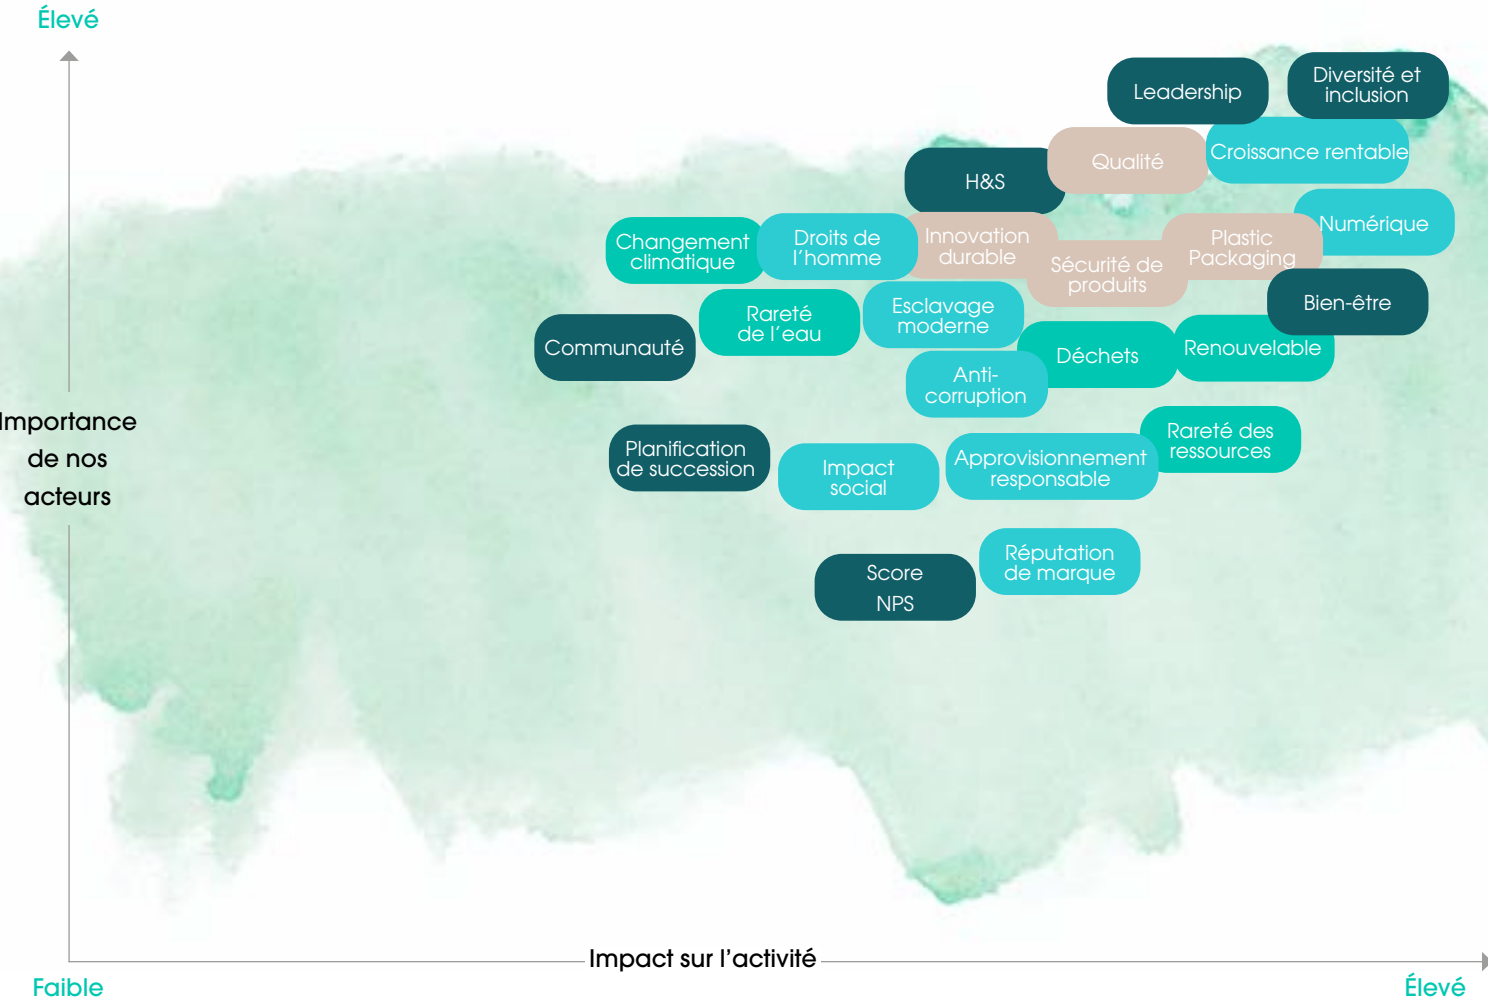 Élevé
Leadership
Diversité et
inclusion
Qualité
Croissance rentable
H&S
Numérique
Changement
climatique
Droits de
l’homme
Innovation
durable
Sécurité de
produits
Plastic
Packaging
Bien-être
Communauté
Rareté
de l’eau
Esclavage
moderne
Déchets
Renouvelable
Anti-
corruption
Importance
de nos
acteurs
Planification
de succession
Impact
social
Approvisionnement
responsable
Rareté des
ressources
Score
NPS
Réputation
de marque
Impact sur l’activité
Faible
Élevé